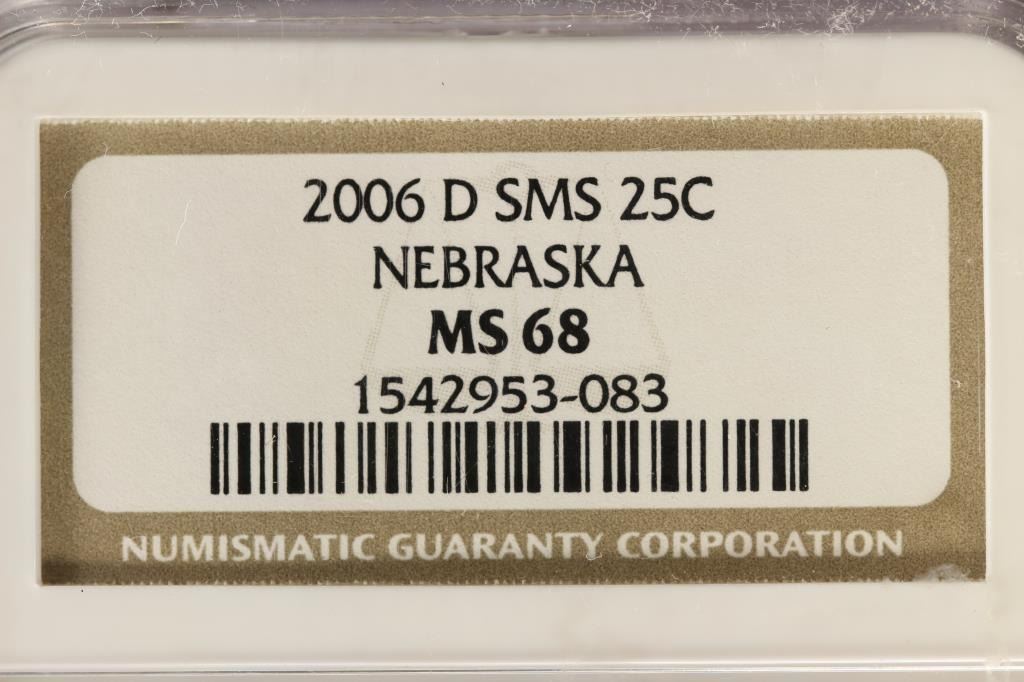 2006 D SMS 25C
NEBRASKA
MS 68
1542953-083
NUMISMATIC GUARANTY CORPORATION